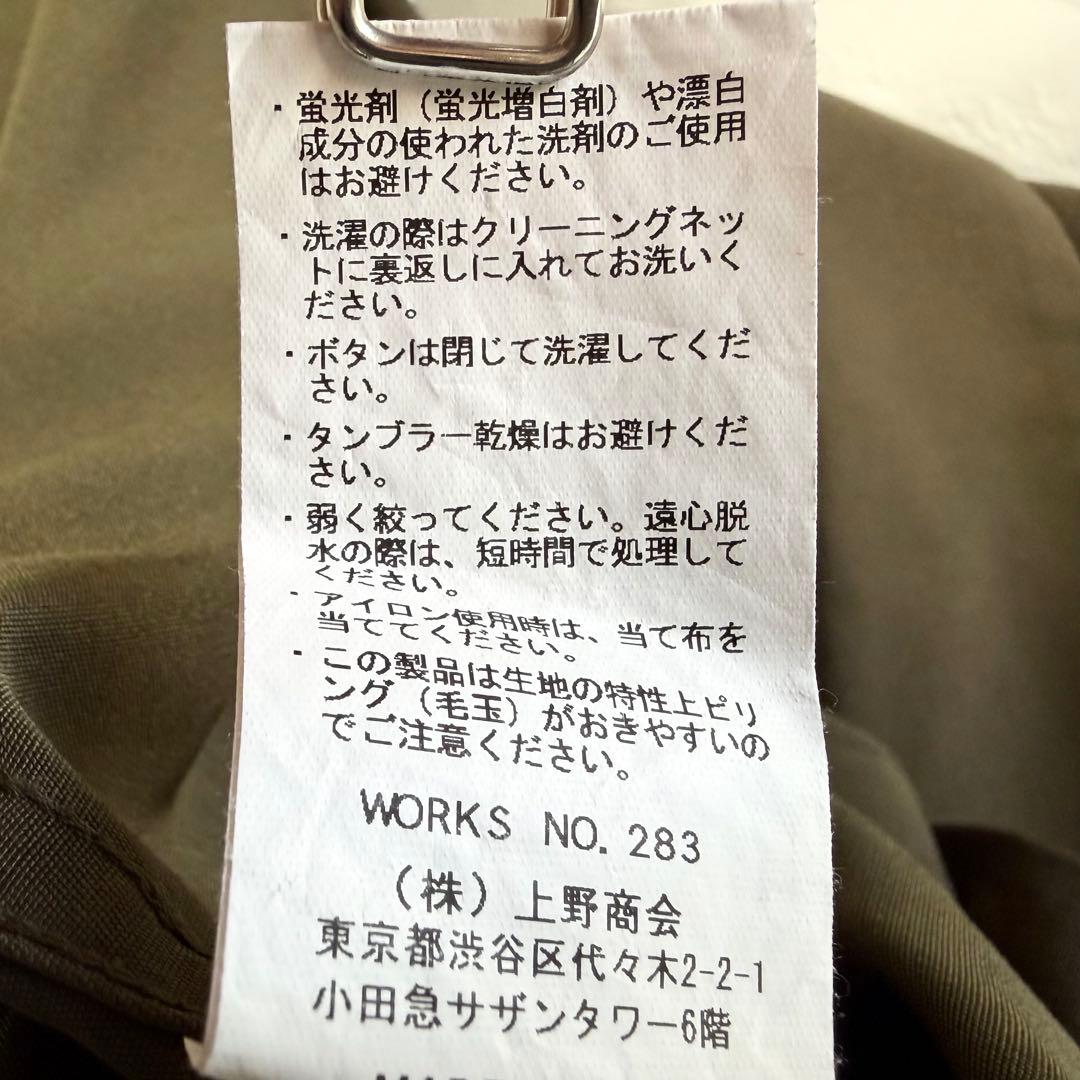 ・蛍光剤（蛍光増白剤）や漂白
成分の使われた洗剤のご使用
はお避けください。
・洗濯の際はクリーニングネッ
トに裏返しに入れてお洗いく
ださい。
・ボタンは閉じて洗濯してくだ
さい。
・タンブラー乾燥はお避けくだ
さい。
・弱く絞ってください。遠心脱
水の際は、短時間で処理して
ください。
・アイロン使用時は、当て布を
当ててください。
・この製品は生地の特性上ピリ
ング（毛玉）がおきやすいの
でご注意ください。
WORKS NO. 283
（株）上野商会
東京都渋谷区代々木2-2-1
小田急サザンタワー6階